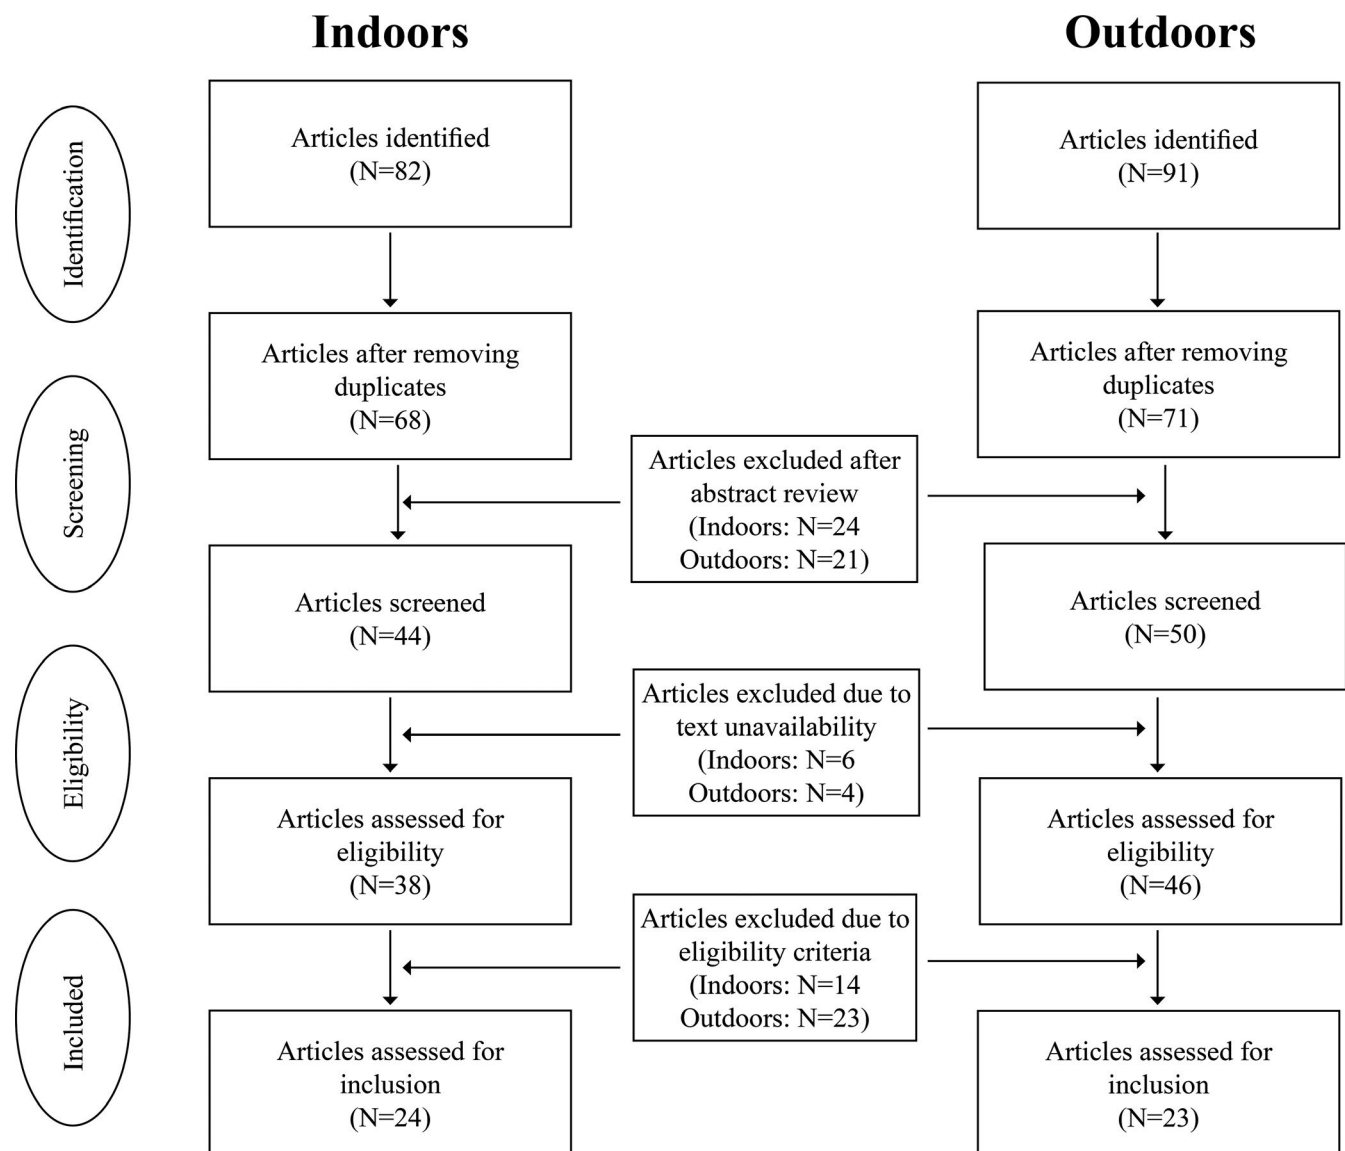 Indoors
Outdoors
Identification
Articles identified
(N=82)
Articles identified
(N=91)
Articles after removing
duplicates
(N=68)
Articles after removing
duplicates
(N=71)
Screening
Articles excluded after
abstract review
(Indoors: N=24
Outdoors: N=21)
Articles screened
(N=44)
Articles screened
(N=50)
Eligibility
Articles excluded due to
text unavailability
(Indoors: N=6
Outdoors: N=4)
Articles assessed for
eligibility
(N=38)
Articles assessed for
eligibility
(N=46)
Included
Articles excluded due to
eligibility criteria
(Indoors: N=14
Outdoors: N=23)
Articles assessed for
inclusion
(N=24)
Articles assessed for
inclusion
(N=23)